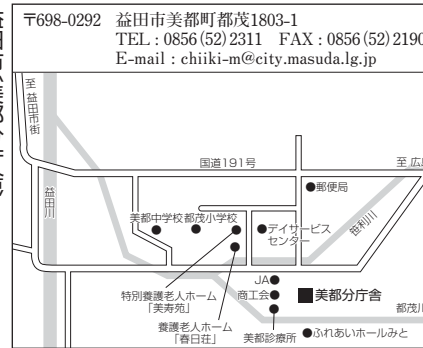 〒698-0292 益田市美都町都茂1803-1
TEL : 0856(52)2311 FAX : 0856(52)2190
E-mail : chiiki-m@city.masuda.lg.jp
至
益田市街
国道191号
至 広
郵便局
益田川
美都中学校
都茂小学校
デイサービス
センター
笹利川
特別養護老人ホーム
「美寿苑」
JA
商工会
美都分庁舎
養護老人ホーム
「春日荘」
美都診療所
都茂川
ふれあいホールみと